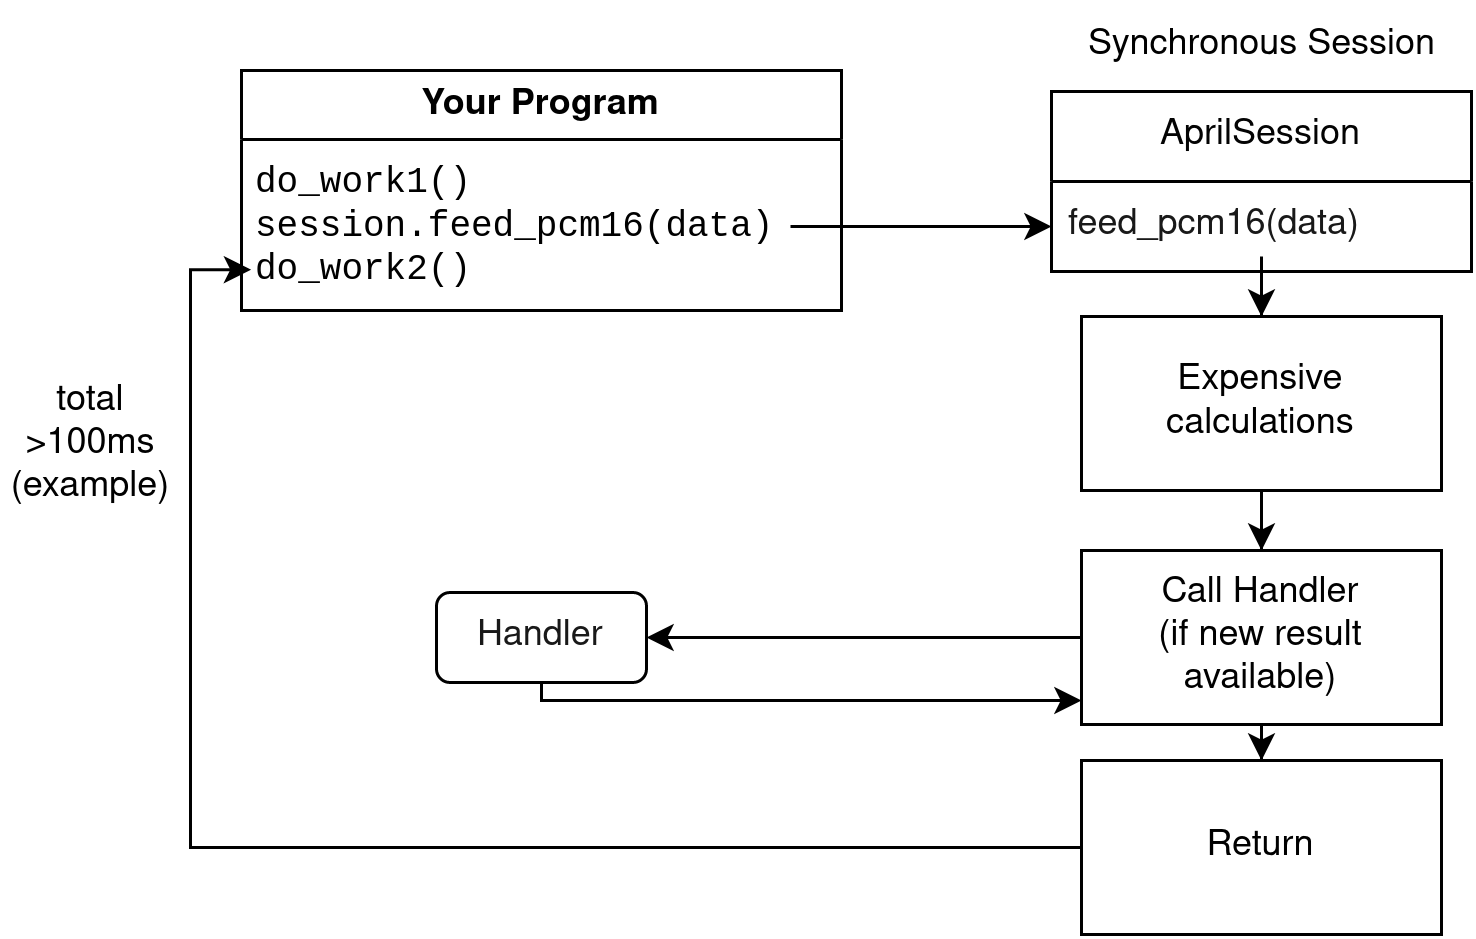 Synchronous Session
Your Program
do_work1()
session.feed_pcm16(data)
do_work2()
AprilSession
feed_pcm16(data)
Expensive
calculations
total
>100ms
(example)
Call Handler
(if new result
available)
Handler
Return